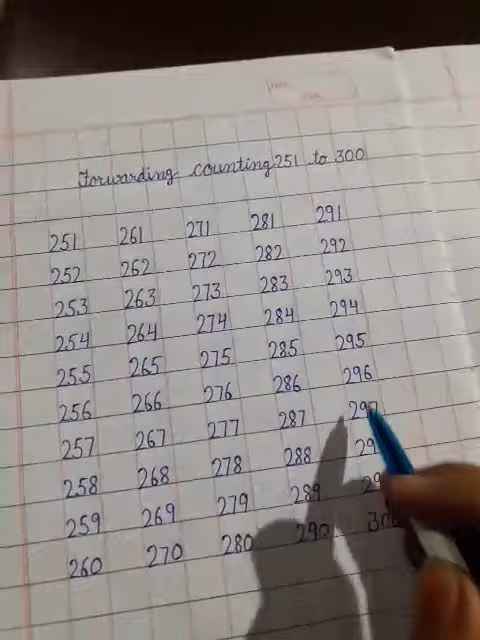 Forwarding counting 251 to 300
251 261 271 281 291
252 262 272 282 292
253 263 273 283 293
254 264 274 284 294
255 265 275 285 295
256 266 276 286 296
257 267 277 287 297
258 268 278 288
259 269 279 289
260 270 280 290